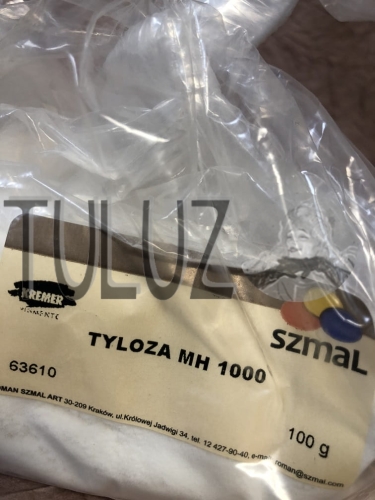 TULUZ
KREMER
PIGMENTE
szmaL
TYLOZA MH 1000
63610
100 g
ROMAN SZMAL ART 30-209 Kraków, ul.Królowej Jadwigi 34, tel. 12 427-90-40, e-ma
roman@szmal.com